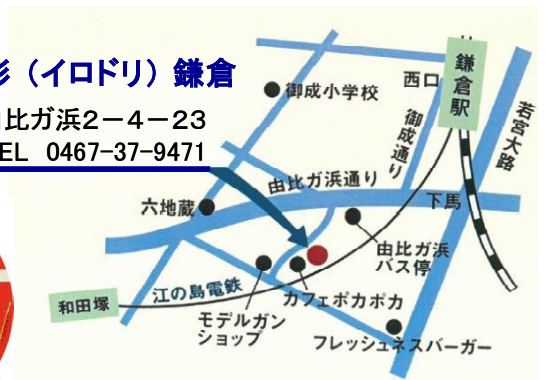 彩（イロドリ）鎌倉
由比ガ浜２－４－２３
TEL 0467-37-9471
西口
鎌倉駅
御成小学校
御成通り
若宮大路
由比ガ浜通り
下馬
六地蔵
由比ガ浜
バス停
江の島電鉄
カフェポカポカ
和田塚
モデルガン
ショップ
フレッシュネスバーガー